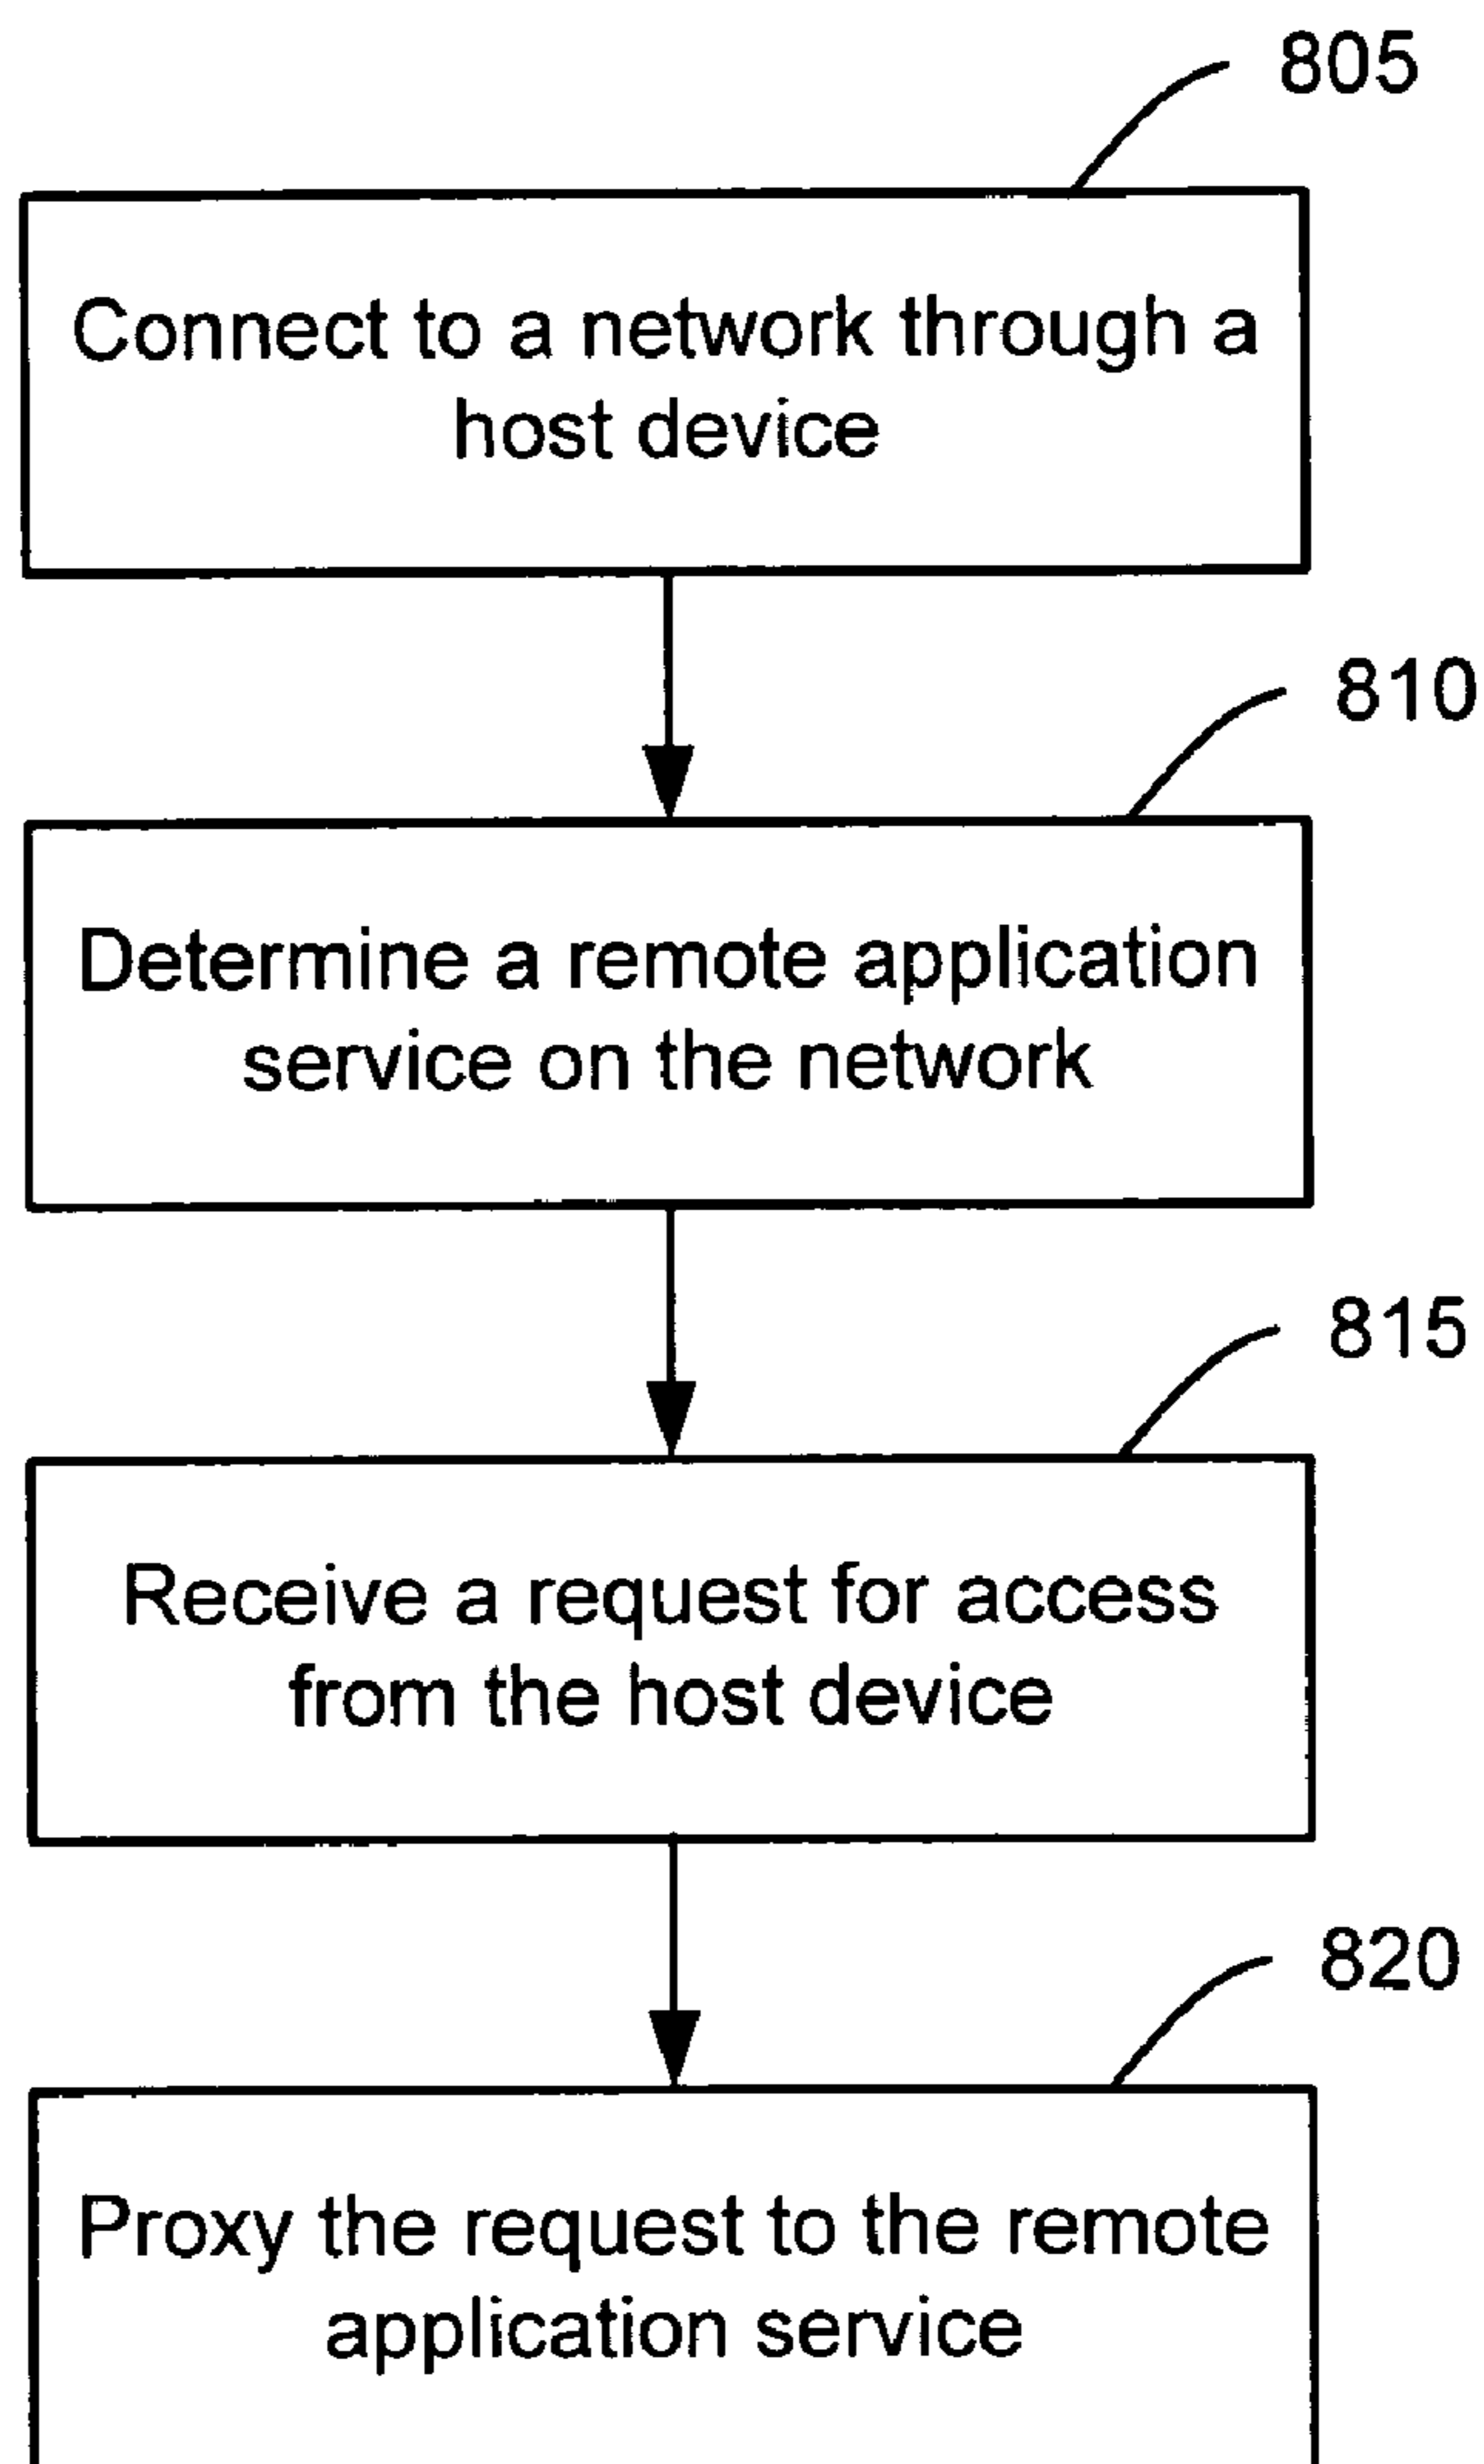 805
Connect to a network through a
host device
810
Determine a remote application
service on the network
815
Receive a request for access
from the host device
820
Proxy the request to the remote
application service